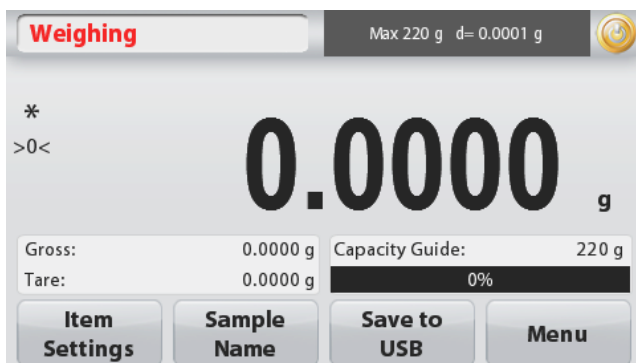 Weighing
Max 220 g d= 0.0001 g
*
>0<
0.0000 g
Gross: 0.0000 g
Tare: 0.0000 g
Capacity Guide: 220 g
0%
Item
Settings
Sample
Name
Save to
USB
Menu